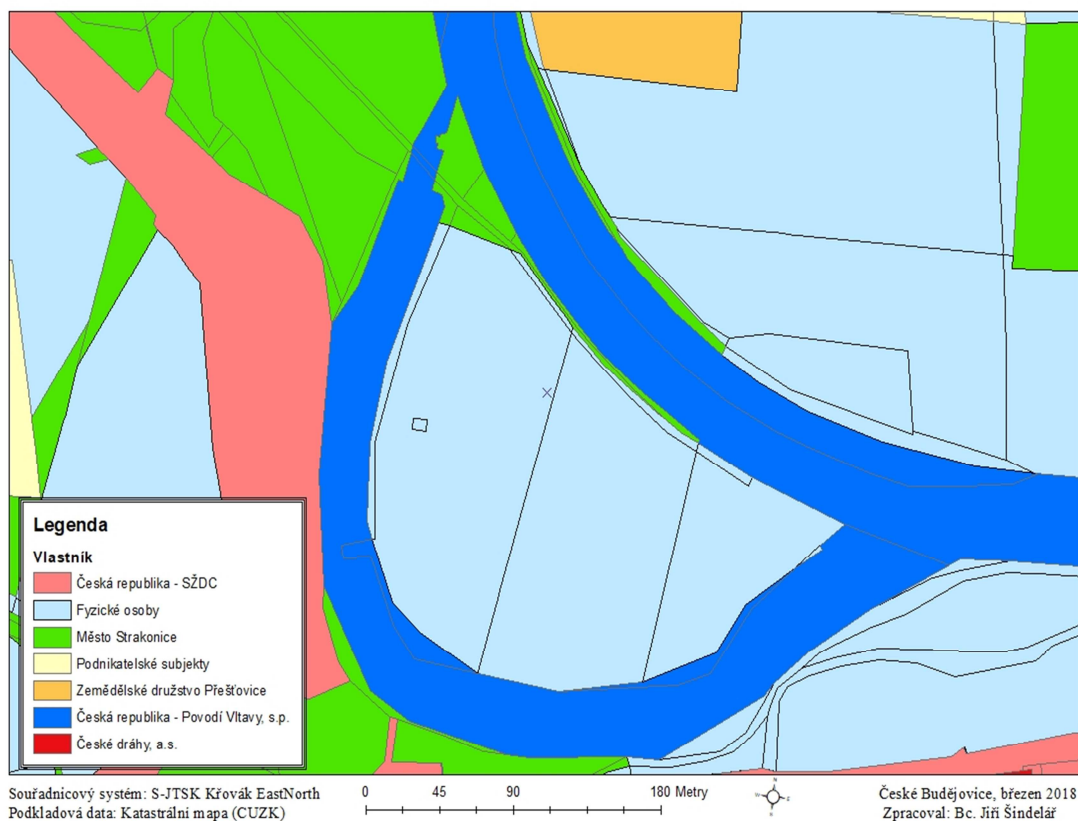 Legenda
Vlastník
Česká republika - SŽDC
Fyzické osoby
Město Strakonice
Podnikatelské subjekty
Zemědělské družstvo Přešťovice
Česká republika - Povodí Vltavy, s.p.
České dráhy, a.s.
Souřadnicový systém: S-JTSK Křovák EastNorth
Podkladová data: Katastrální mapa (CUZK)
0 45 90 180 Metry
N
W E
S
České Budějovice, březen 2018
Zpracoval: Bc. Jiří Šindelář